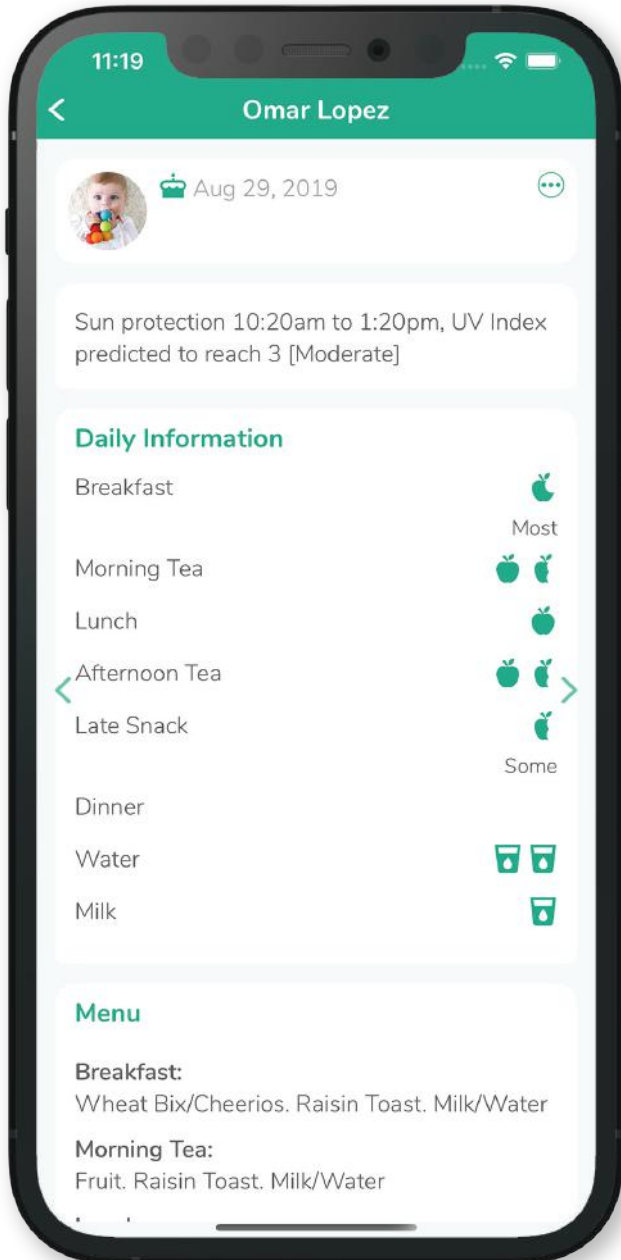 11:19
Omar Lopez
Aug 29, 2019
Sun protection 10:20am to 1:20pm, UV Index
predicted to reach 3 [Moderate]
Daily Information
Breakfast
Most
Morning Tea
Lunch
Afternoon Tea
Late Snack
Some
Dinner
Water
Milk
Menu
Breakfast:
Wheat Bix/Cheerios. Raisin Toast. Milk/Water
Morning Tea:
Fruit. Raisin Toast. Milk/Water